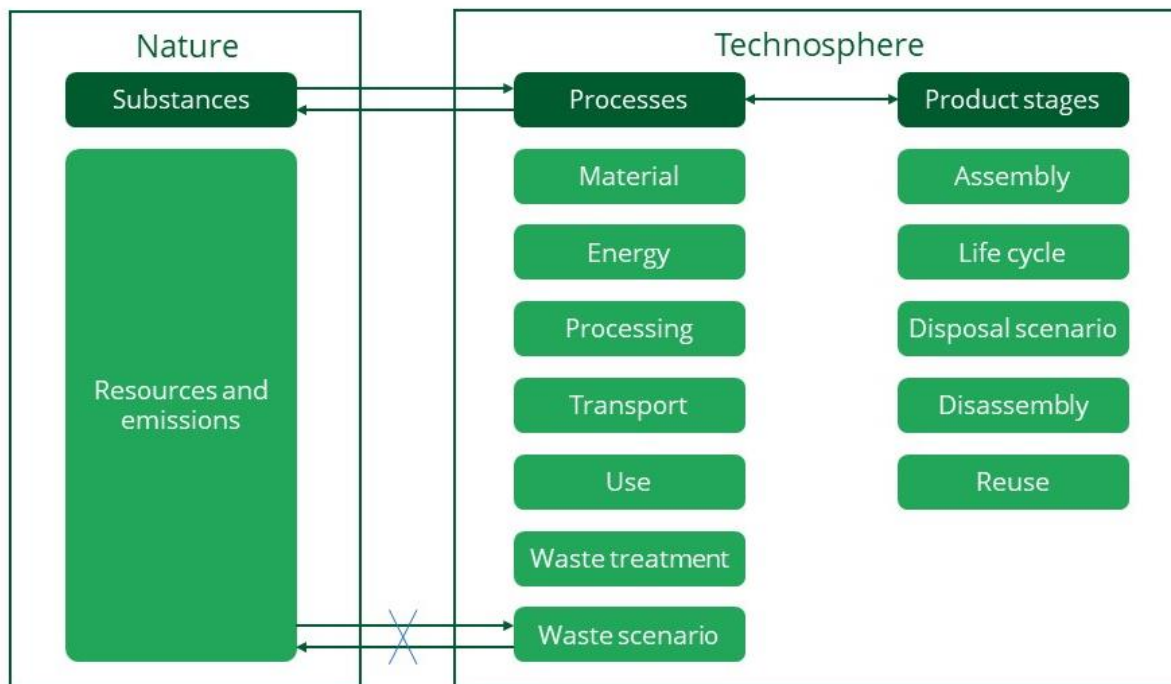 Nature
Technosphere
Substances
Processes
Product stages
Resources and
emissions
Material
Energy
Processing
Transport
Use
Waste treatment
Waste scenario
Assembly
Life cycle
Disposal scenario
Disassembly
Reuse